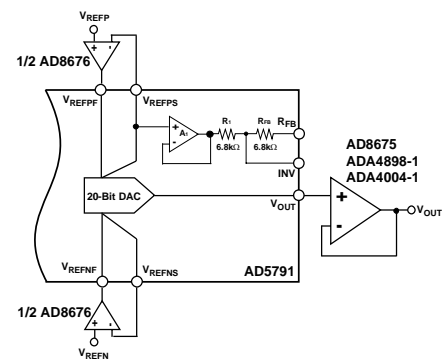 VREFP
+ -
1/2 AD8676
VREFPF
VREFPS
+
A1
-
R1
6.8kΩ
RFB
6.8kΩ
RFB
INV
20-Bit DAC
VOUT
AD8675
ADA4898-1
ADA4004-1
+
-
VOUT
VREFNF
VREFNS
AD5791
1/2 AD8676
+ -
VREFN